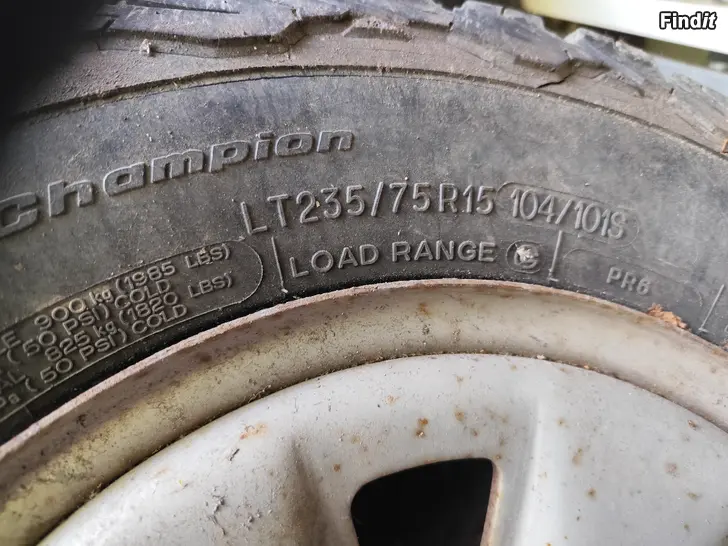 Findit
Champion
LT235/75R15 104/101S
LOAD RANGE C
PR6
900 kg (1985 LBS)
(50 PSI) COLD
825 kg (1820 LBS)
(50 PSI) COLD